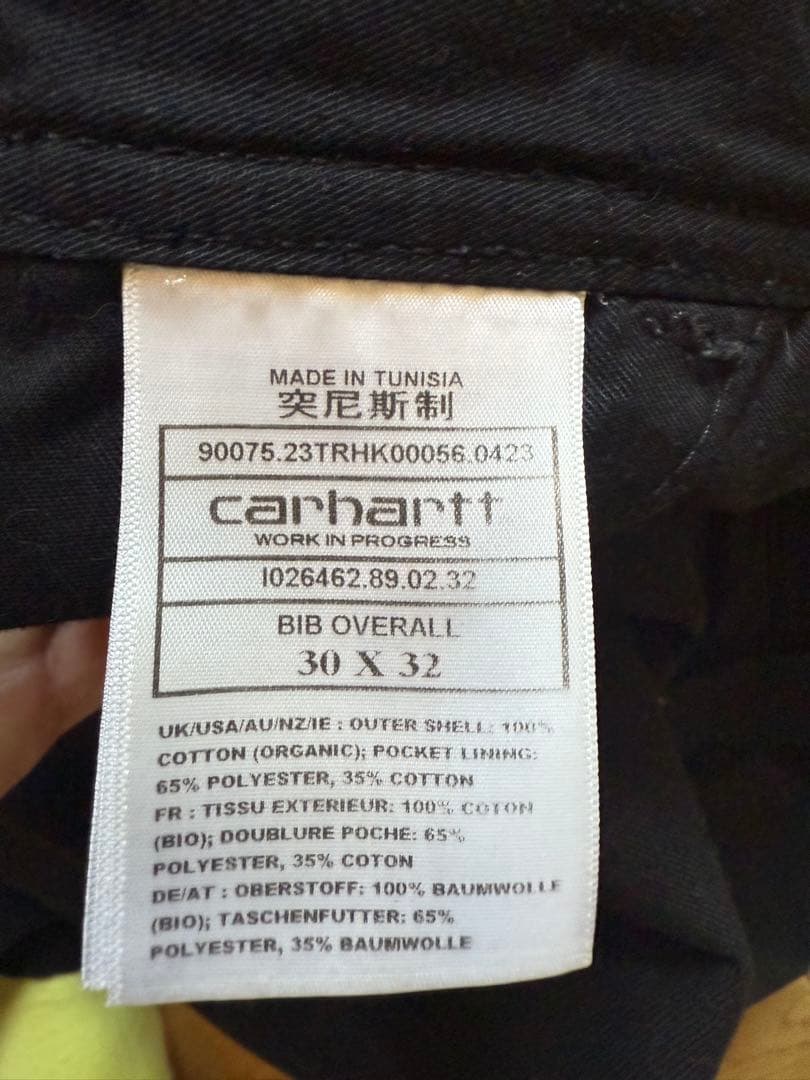 MADE IN TUNISIA
突尼斯制
90075.23TRHK00056.0423
carhartt
WORK IN PROGRESS
I026462.89.02.32
BIB OVERALL
30 X 32
UK/USA/AU/NZ/IE : OUTER SHELL: 100%
COTTON (ORGANIC); POCKET LINING:
65% POLYESTER, 35% COTTON
FR : TISSU EXTERIEUR: 100% COTON
(BIO); DOUBLURE POCHE: 65%
POLYESTER, 35% COTON
DE/AT : OBERSTOFF: 100% BAUMWOLLE
(BIO); TASCHENFUTTER: 65%
POLYESTER, 35% BAUMWOLLE